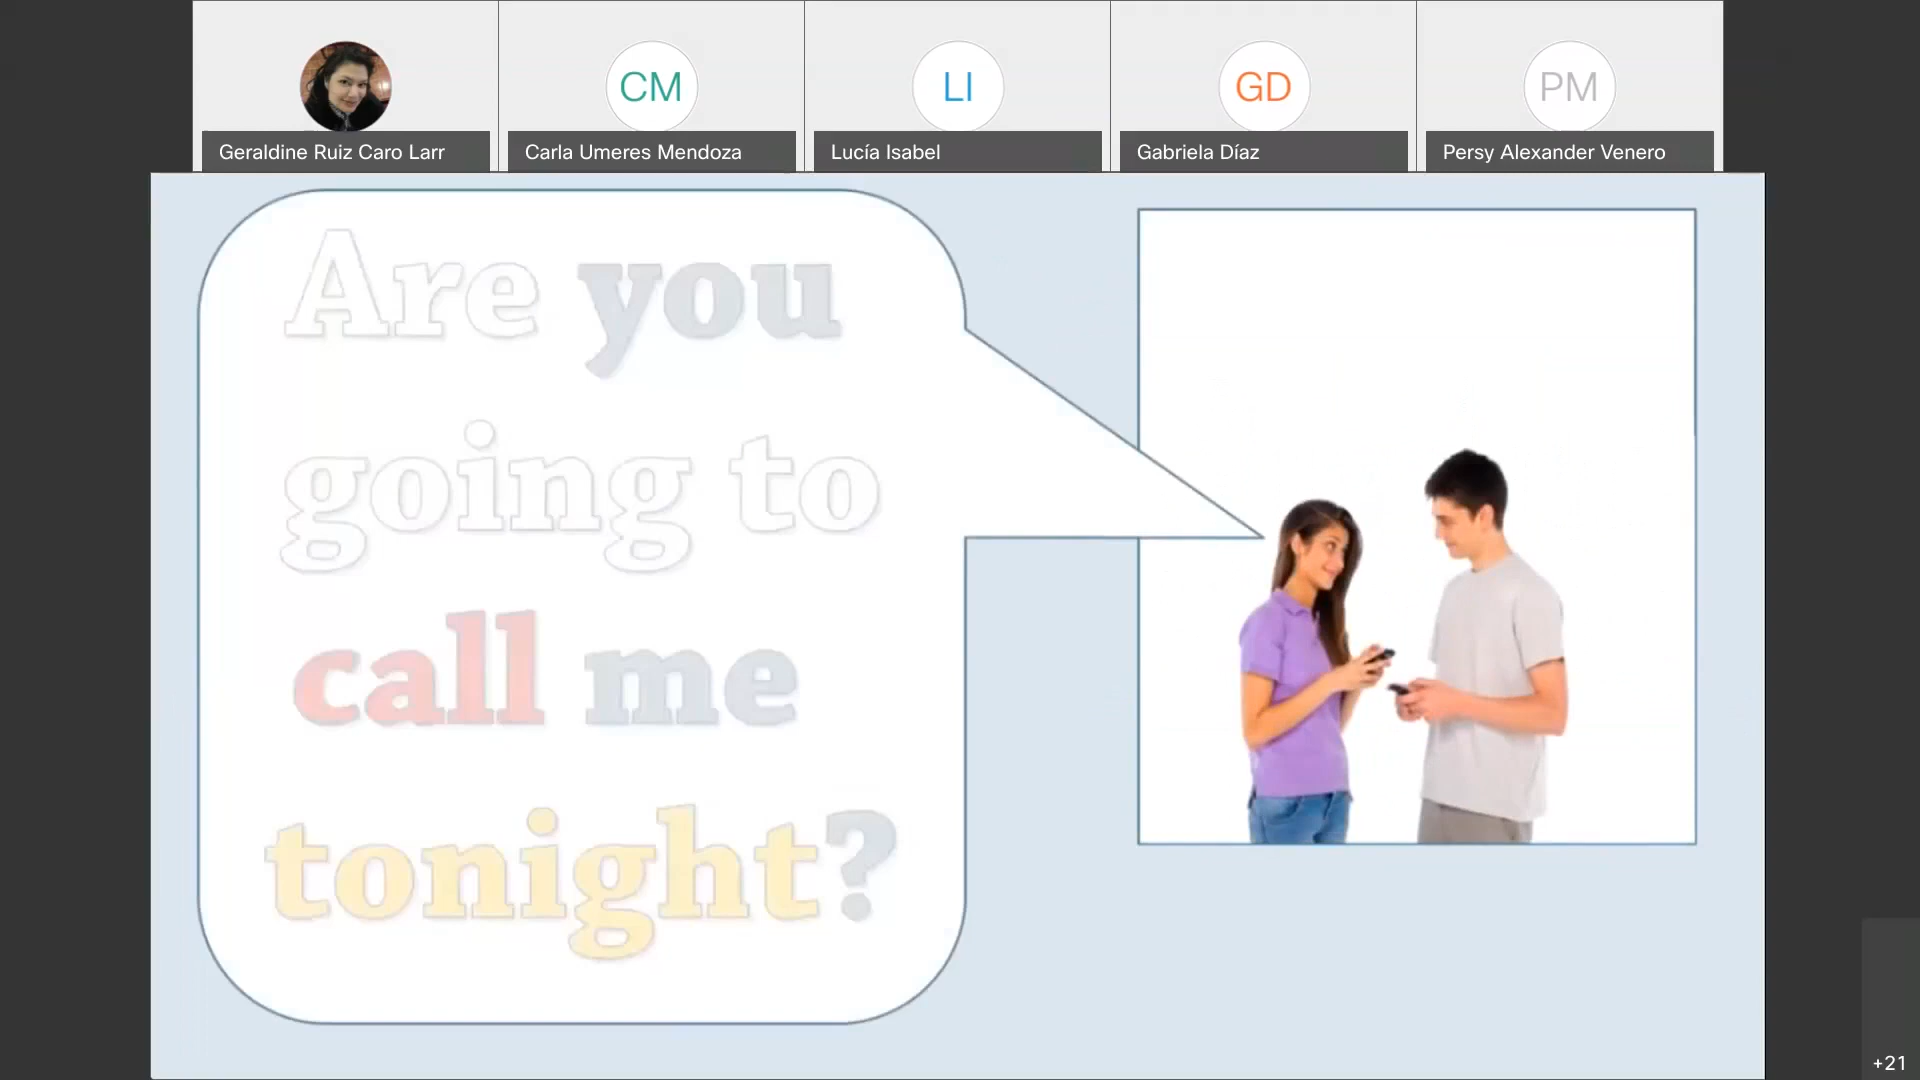 CM
LI
GD
PM
Geraldine Ruiz Caro Larr
Carla Umeres Mendoza
Lucía Isabel
Gabriela Díaz
Persy Alexander Venero
Are you
going to
call me
tonight?
+21